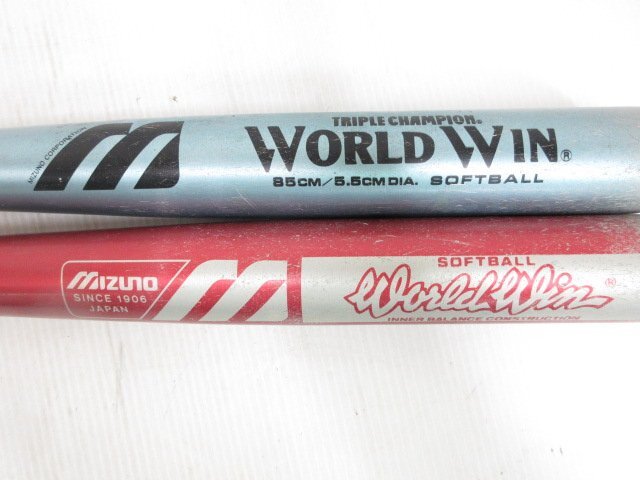 MIZUNO CORPORATION
TRIPLE CHAMPION®
WORLD WIN®
85CM/5.5CM DIA. SOFTBALL
MIZUNO
SINCE 1906
JAPAN
SOFTBALL
World Win®
INNER BALANCE CONSTRUCTION